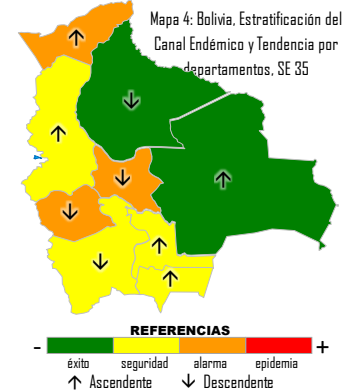 Mapa 4: Bolivia, Estratificación del
Canal Endémico y Tendencia por
departamentos, SE 35
REFERENCIAS
- +
éxito seguridad alarma epidemia
↑ Ascendente ↓ Descendente